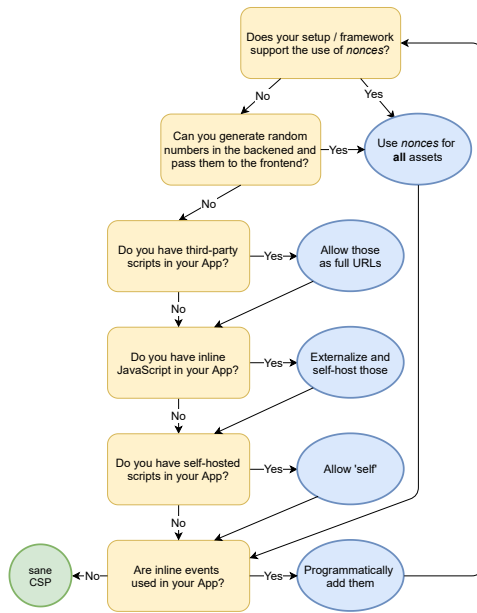 Does your setup / framework
support the use of nonces?
No
Yes
Can you generate random
numbers in the backened and
pass them to the frontend?
Yes
Use nonces for
all assets
No
Do you have third-party
scripts in your App?
Yes
Allow those
as full URLs
No
Do you have inline
JavaScript in your App?
Yes
Externalize and
self-host those
No
Do you have self-hosted
scripts in your App?
Yes
Allow 'self'
No
sane
CSP
No
Are inline events
used in your App?
Yes
Programmatically
add them